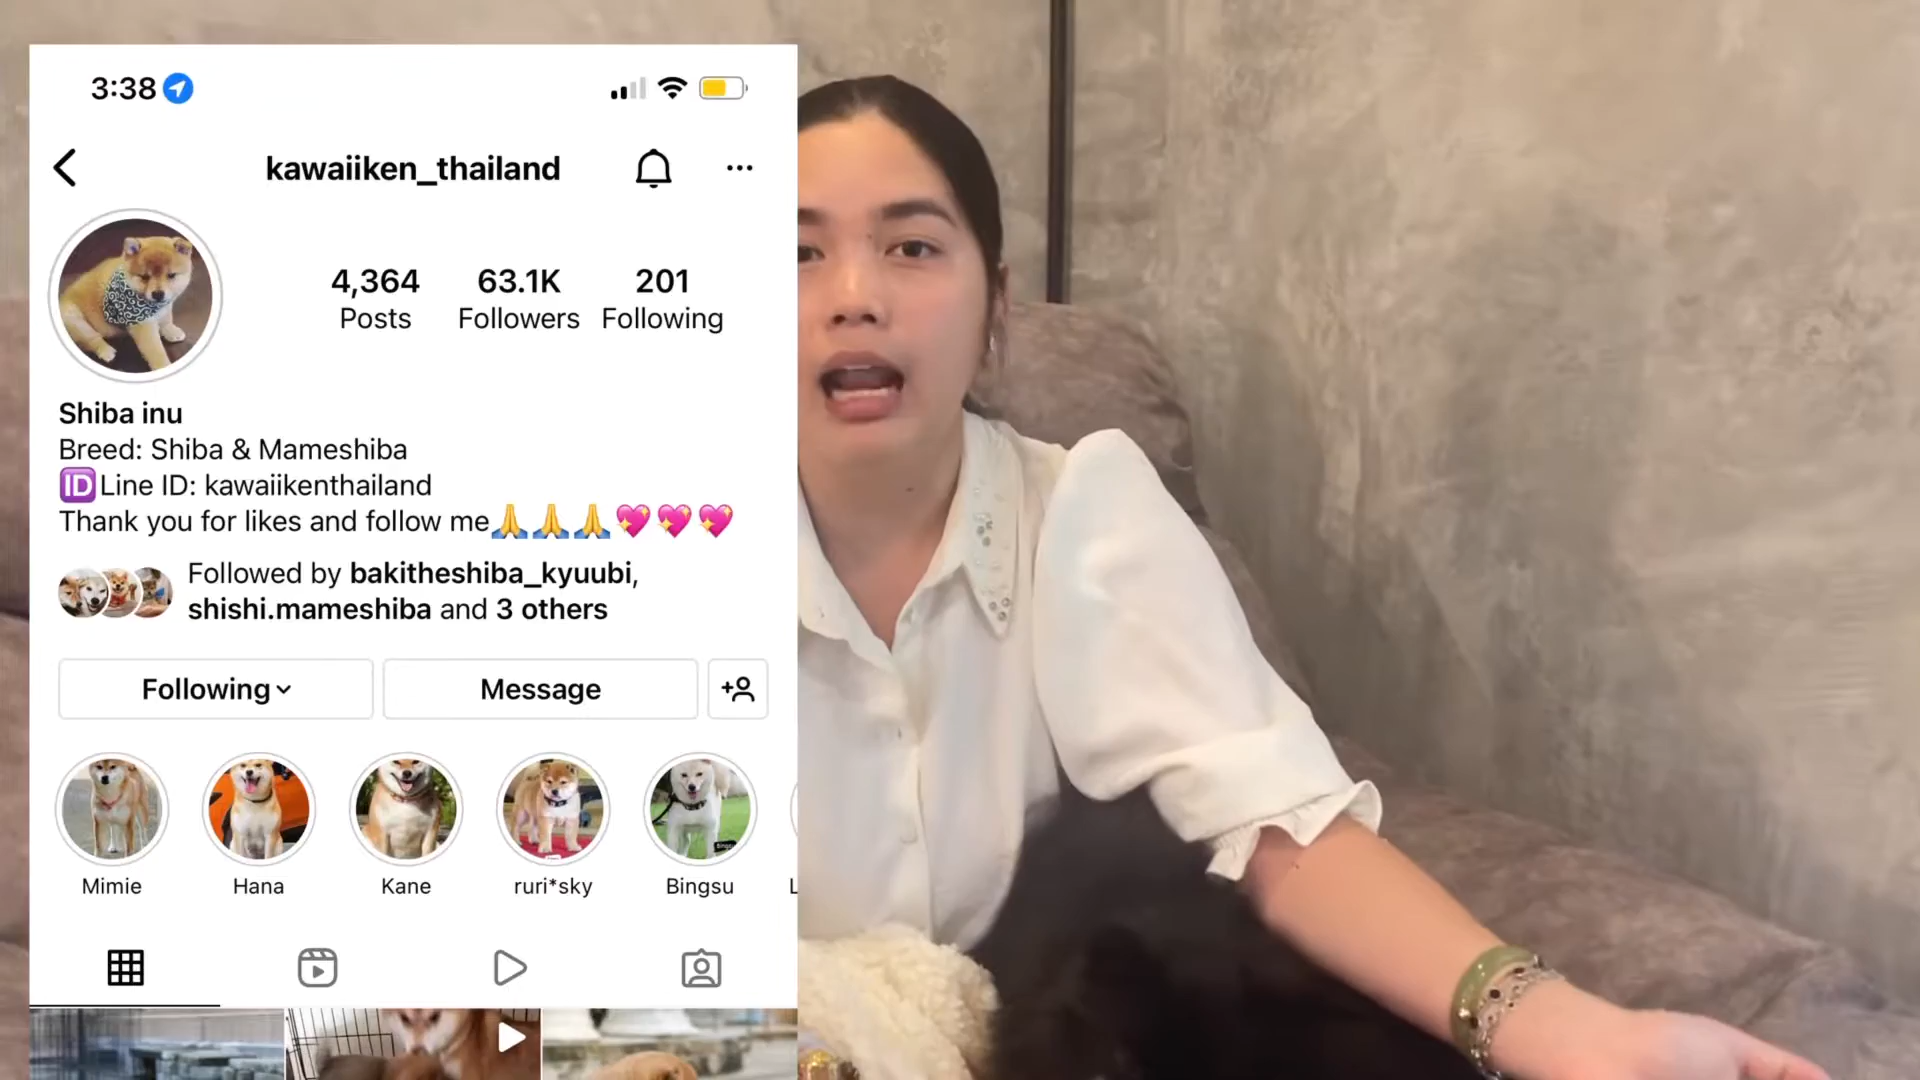 3:38
kawaiiken_thailand
4,364
Posts
63.1K
Followers
201
Following
Shiba inu
Breed: Shiba & Mameshiba
🆔Line ID: kawaiikenthailand
Thank you for likes and follow me🙏🙏🙏💖💖💖
Followed by bakitheshiba_kyuubi,
shishi.mameshiba and 3 others
Following
Message
Mimie
Hana
Kane
ruri*sky
Bingsu